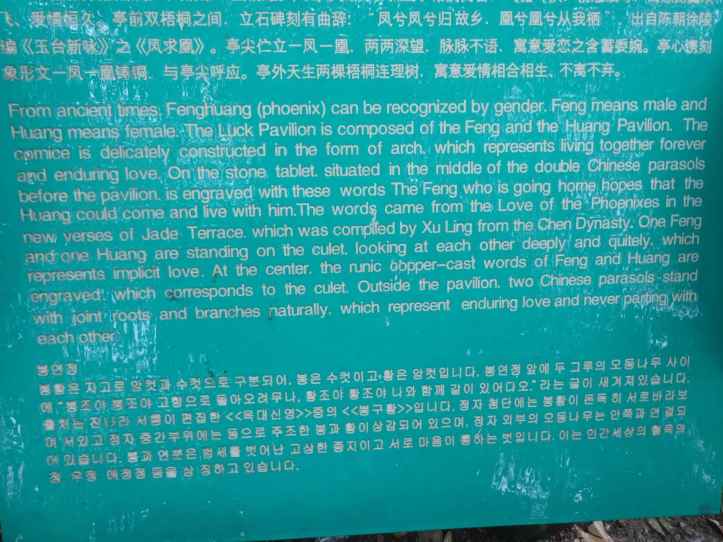 飞、爱情恒久。亭前双梧桐之间，立石碑刻有曲辞："凤兮凤兮归故乡，凰兮凰兮从我栖" 出自陈朝徐陵
编《玉台新咏》之《凤求凰》。亭尖伫立一凤一凰，两两深望，脉脉不语，寓意爱恋之含蓄委婉。亭心镌刻
象形文一凤一凰铸铜，与亭尖呼应。亭外天生两棵梧桐连理树，寓意爱情相合相生、不离不弃。
From ancient times, Fenghuang (phoenix) can be recognized by gender. Feng means male and
Huang means female. The Luck Pavilion is composed of the Feng and the Huang Pavilion. The
cornice is delicately constructed in the form of arch, which represents living together forever
and enduring love. On the stone tablet, situated in the middle of the double Chinese parasols
before the pavilion, is engraved with these words The Feng who is going home hopes that the
Huang could come and live with him.The words came from the Love of the Phoenixes in the
new verses of Jade Terrace, which was compiled by Xu Ling from the Chen Dynasty. One Feng
and one Huang are standing on the culet, looking at each other deeply and quitely, which
represents implicit love. At the center, the runic copper-cast words of Feng and Huang are
engraved, which corresponds to the culet. Outside the pavilion, two Chinese parasols stand
with joint roots and branches naturally, which represent enduring love and never parting with
each other.
봉연정
봉황은 자고로 암컷과 수컷으로 구분되어, 봉은 수컷이고 황은 암컷입니다. 봉연정 앞에 두 그루의 오동나무 사이
에 "봉조야 봉조야 고향으로 돌아오려무나, 황조야 황조야 나와 함께 같이 있어다오." 라는 글이 새겨져있습니다.
출처는 진나라 서릉이 편집한 <<옥대신영>>중의 <<봉구황>>입니다. 정자 첨단에는 봉황이 돈독히 서로바라보
며 서있고 정자 중간부위에는 동으로 주조한 봉과 황이상감되어 있으며, 정자 외부의 오동나무는 안쪽과 연결되
어 있습니다. 봉과 연분은 범세를 벗어난 고상한 종지이고 서로 마음이 통하는 벗입니다. 이는 인간세상의 혈육의
정 우정 애정정 등을 상징하고 있습니다.